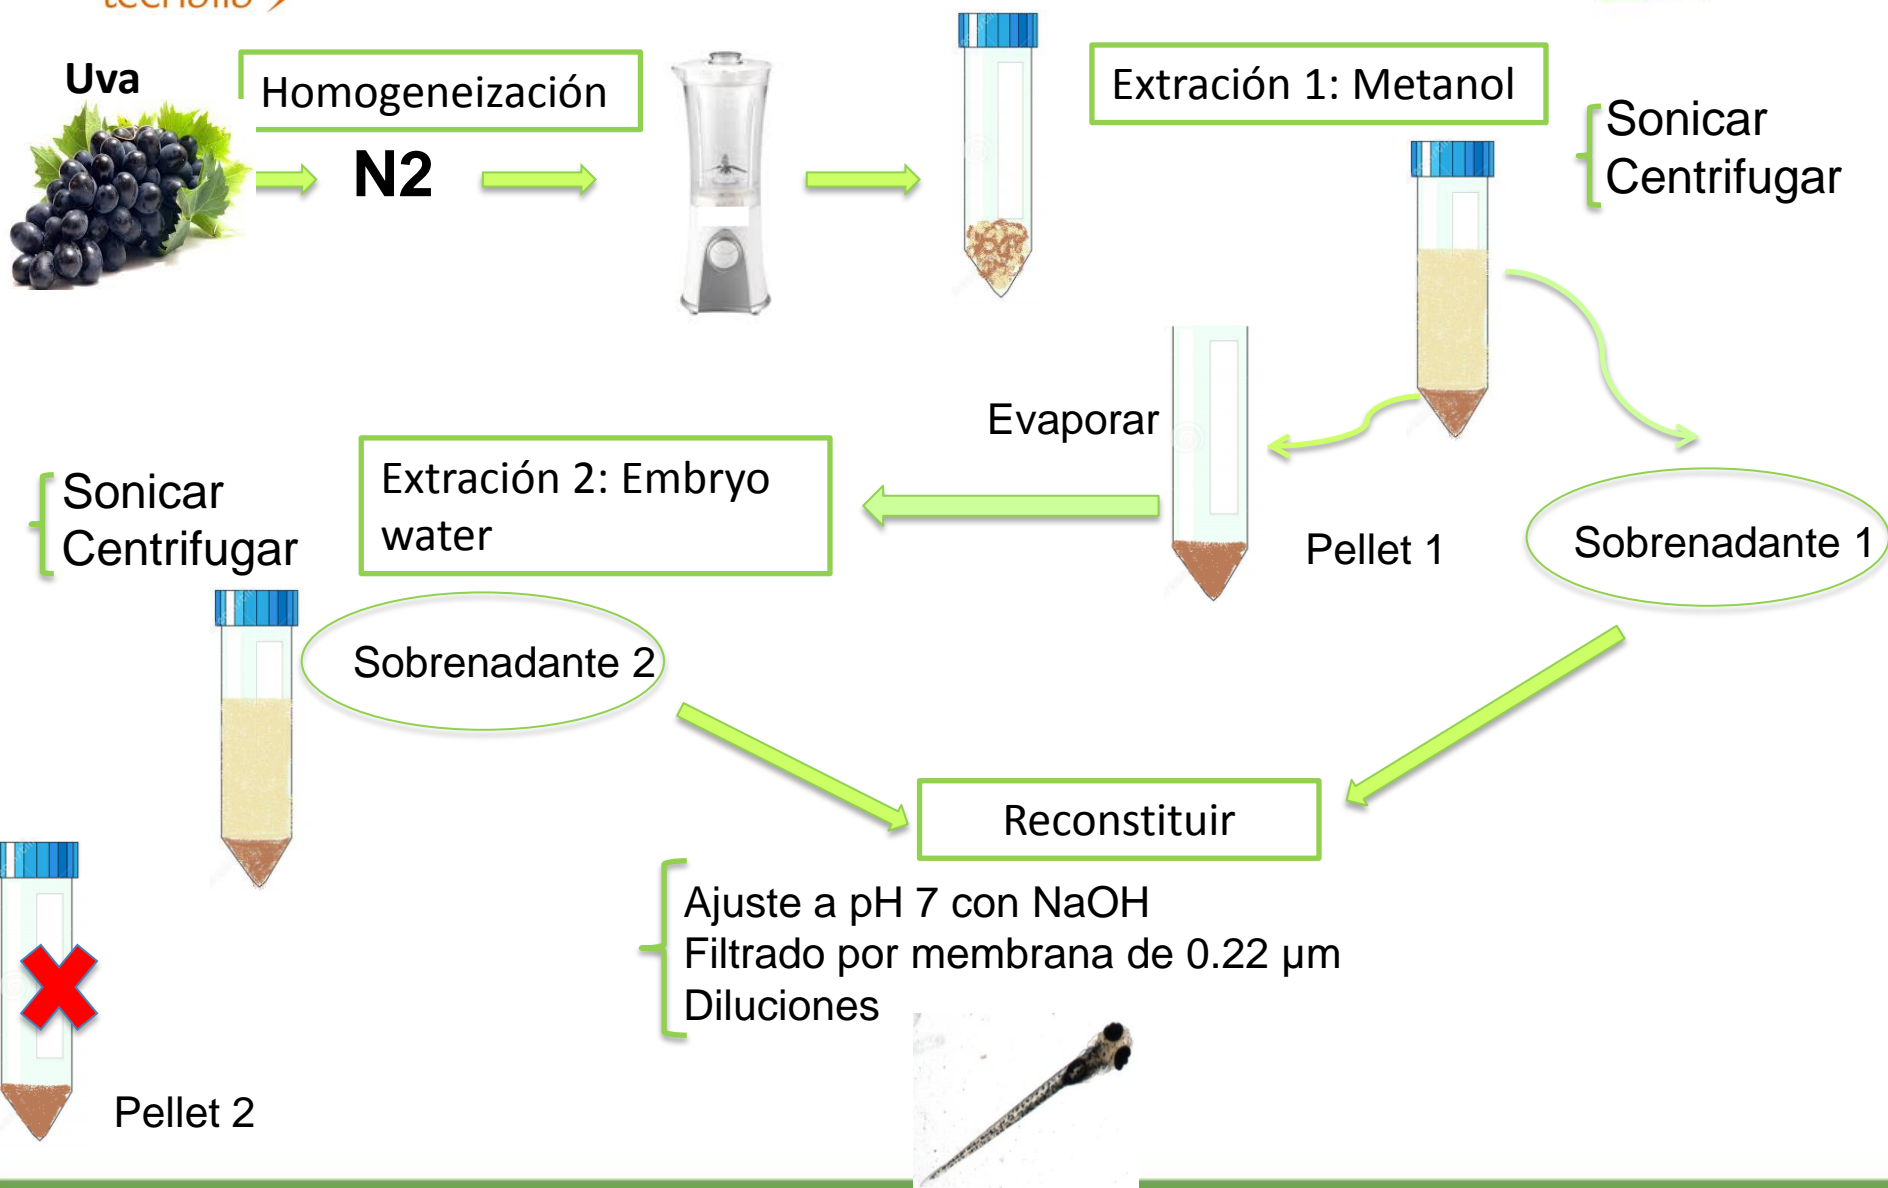 Uva
Homogeneización
N2
Extración 1: Metanol
Sonicar
Centrifugar
Evaporar
Pellet 1
Sobrenadante 1
Extración 2: Embryo
water
Sonicar
Centrifugar
Sobrenadante 2
Reconstituir
Ajuste a pH 7 con NaOH
Filtrado por membrana de 0.22 µm
Diluciones
Pellet 2